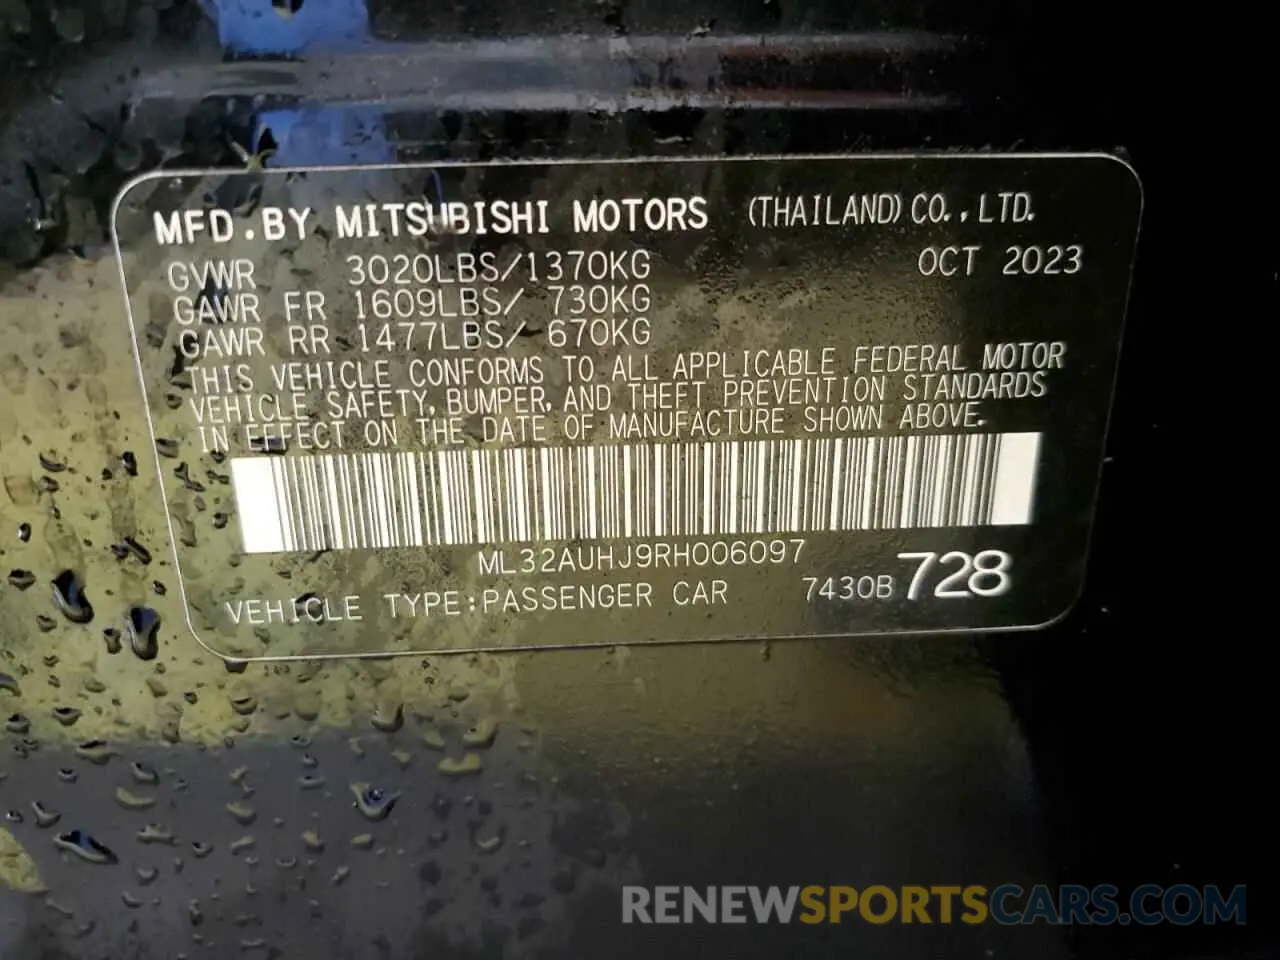 MFD.BY MITSUBISHI MOTORS (THAILAND) CO.,LTD.
GVWR 3020LBS/1370KG OCT 2023
GAWR FR 1609LBS/ 730KG
GAWR RR 1477LBS/ 670KG
THIS VEHICLE CONFORMS TO ALL APPLICABLE FEDERAL MOTOR
VEHICLE SAFETY, BUMPER, AND THEFT PREVENTION STANDARDS
IN EFFECT ON THE DATE OF MANUFACTURE SHOWN ABOVE.
ML32AUHJ9RH006097
VEHICLE TYPE:PASSENGER CAR 7430B 728
RENEWSPORTSCARS.COM